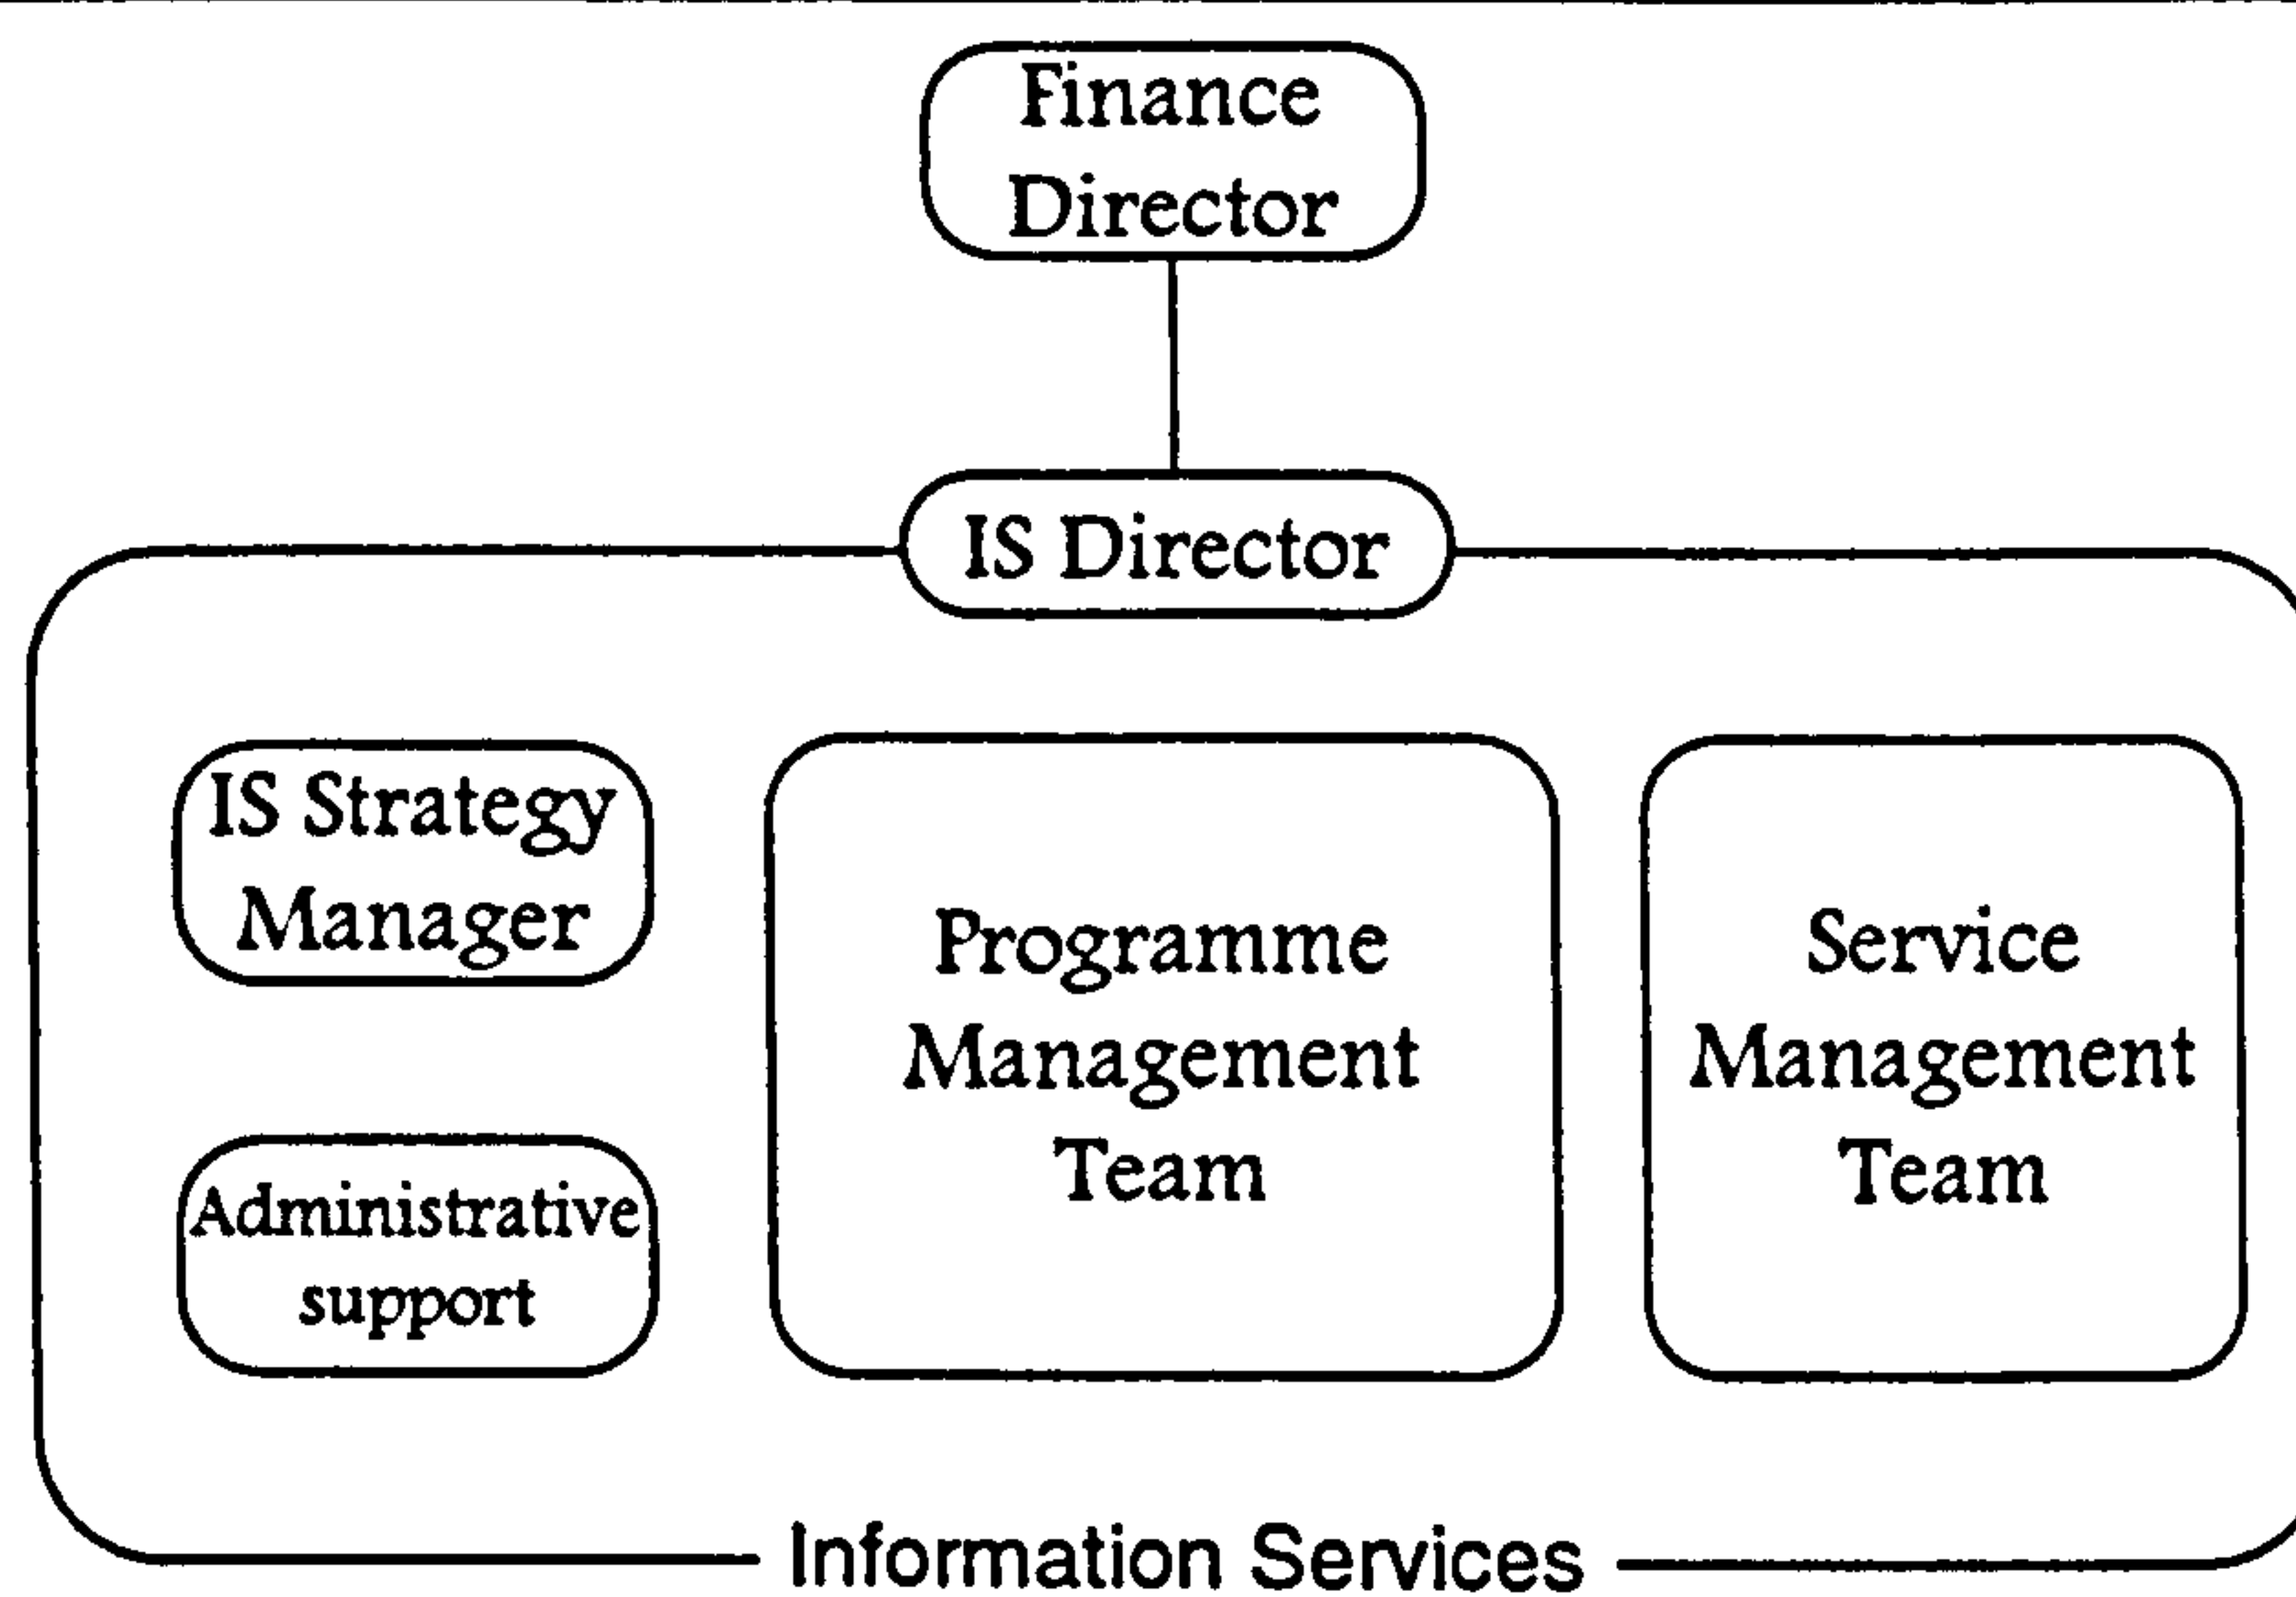 Finance
Director
IS Director
IS Strategy
Manager
Administrative
support
Programme
Management
Team
Service
Management
Team
Information Services